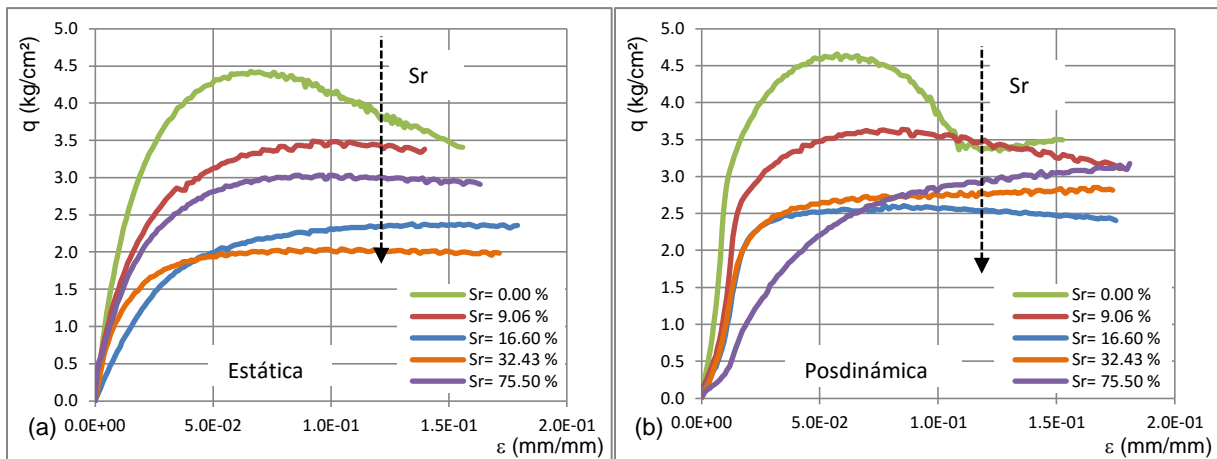 q (kg/cm²)
5.0
4.5
4.0
3.5
3.0
2.5
2.0
1.5
1.0
0.5
0.0
Sr
Sr= 0.00 %
Sr= 9.06 %
Sr= 16.60 %
Sr= 32.43 %
Sr= 75.50 %
Estática
(a)
0.0E+00 5.0E-02 1.0E-01 1.5E-01 2.0E-01
ε (mm/mm)
q (kg/cm²)
5.0
4.5
4.0
3.5
3.0
2.5
2.0
1.5
1.0
0.5
0.0
Sr
Sr= 0.00 %
Sr= 9.06 %
Sr= 16.60 %
Sr= 32.43 %
Sr= 75.50 %
Posdinámica
(b)
0.0E+00 5.0E-02 1.0E-01 1.5E-01 2.0E-01
ε (mm/mm)